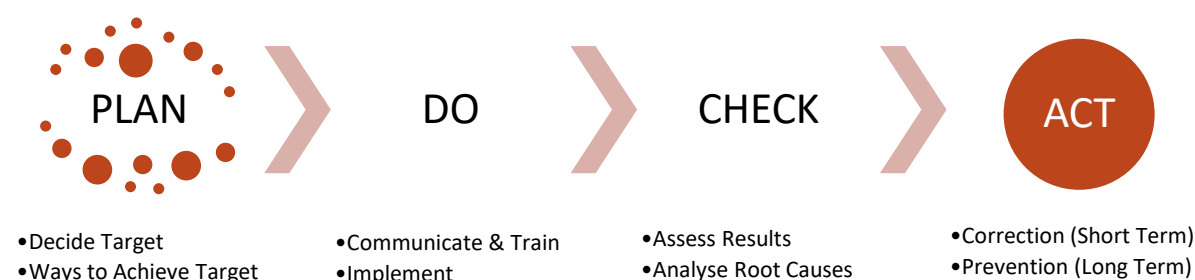 PLAN
DO
CHECK
ACT
•Decide Target
•Ways to Achieve Target
•Communicate & Train
•Implement
•Assess Results
•Analyse Root Causes
•Correction (Short Term)
•Prevention (Long Term)